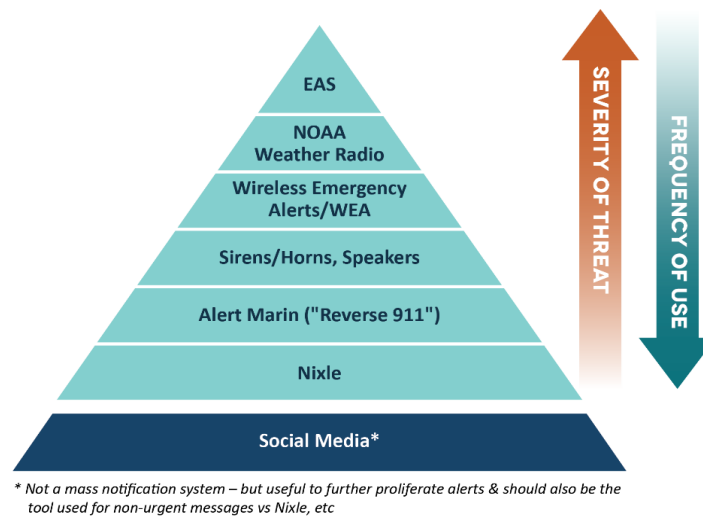 EAS
NOAA
Weather Radio
Wireless Emergency
Alerts/WEA
Sirens/Horns, Speakers
Alert Marin ("Reverse 911")
Nixle
Social Media*
SEVERITY OF THREAT
FREQUENCY OF USE
* Not a mass notification system – but useful to further proliferate alerts & should also be the
tool used for non-urgent messages vs Nixle, etc